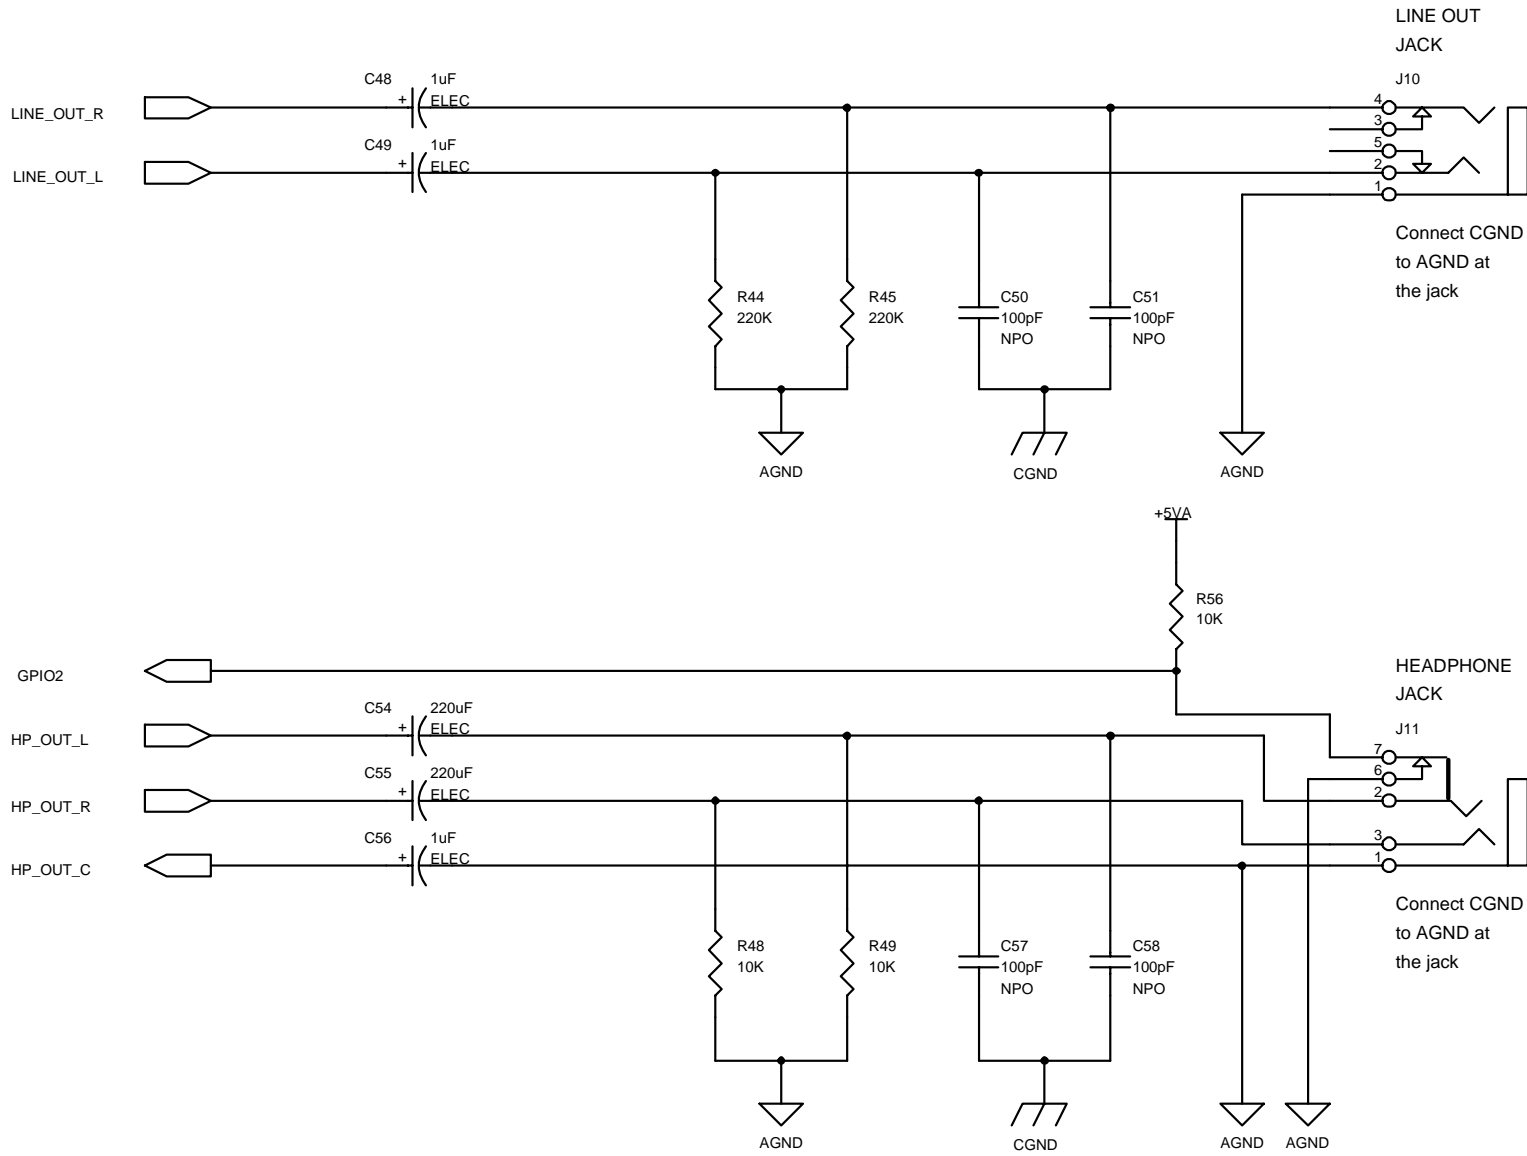 LINE OUT
JACK
J10
C48
1uF
+
ELEC
LINE_OUT_R
4
3
C49
1uF
+
ELEC
LINE_OUT_L
5
2
1
Connect CGND
to AGND at
the jack
R44
220K
R45
220K
C50
100pF
NPO
C51
100pF
NPO
AGND
CGND
AGND
+5VA
R56
10K
GPIO2
HEADPHONE
JACK
J11
C54
220uF
+
ELEC
HP_OUT_L
7
6
2
C55
220uF
+
ELEC
HP_OUT_R
C56
1uF
+
ELEC
HP_OUT_C
3
1
Connect CGND
to AGND at
the jack
R48
10K
R49
10K
C57
100pF
NPO
C58
100pF
NPO
AGND
CGND
AGND
AGND